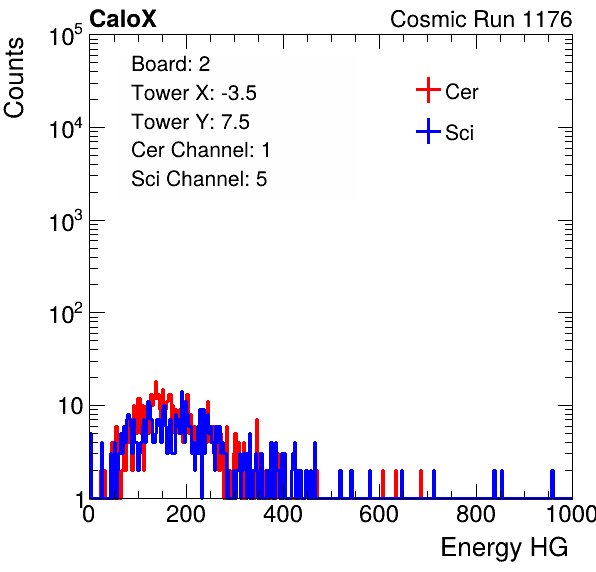 CaloX Cosmic Run 1176
Counts
10^5
10^4
10^3
10^2
10
1
Board: 2
Tower X: -3.5
Tower Y: 7.5
Cer Channel: 1
Sci Channel: 5
Cer
Sci
0 200 400 600 800 1000
Energy HG